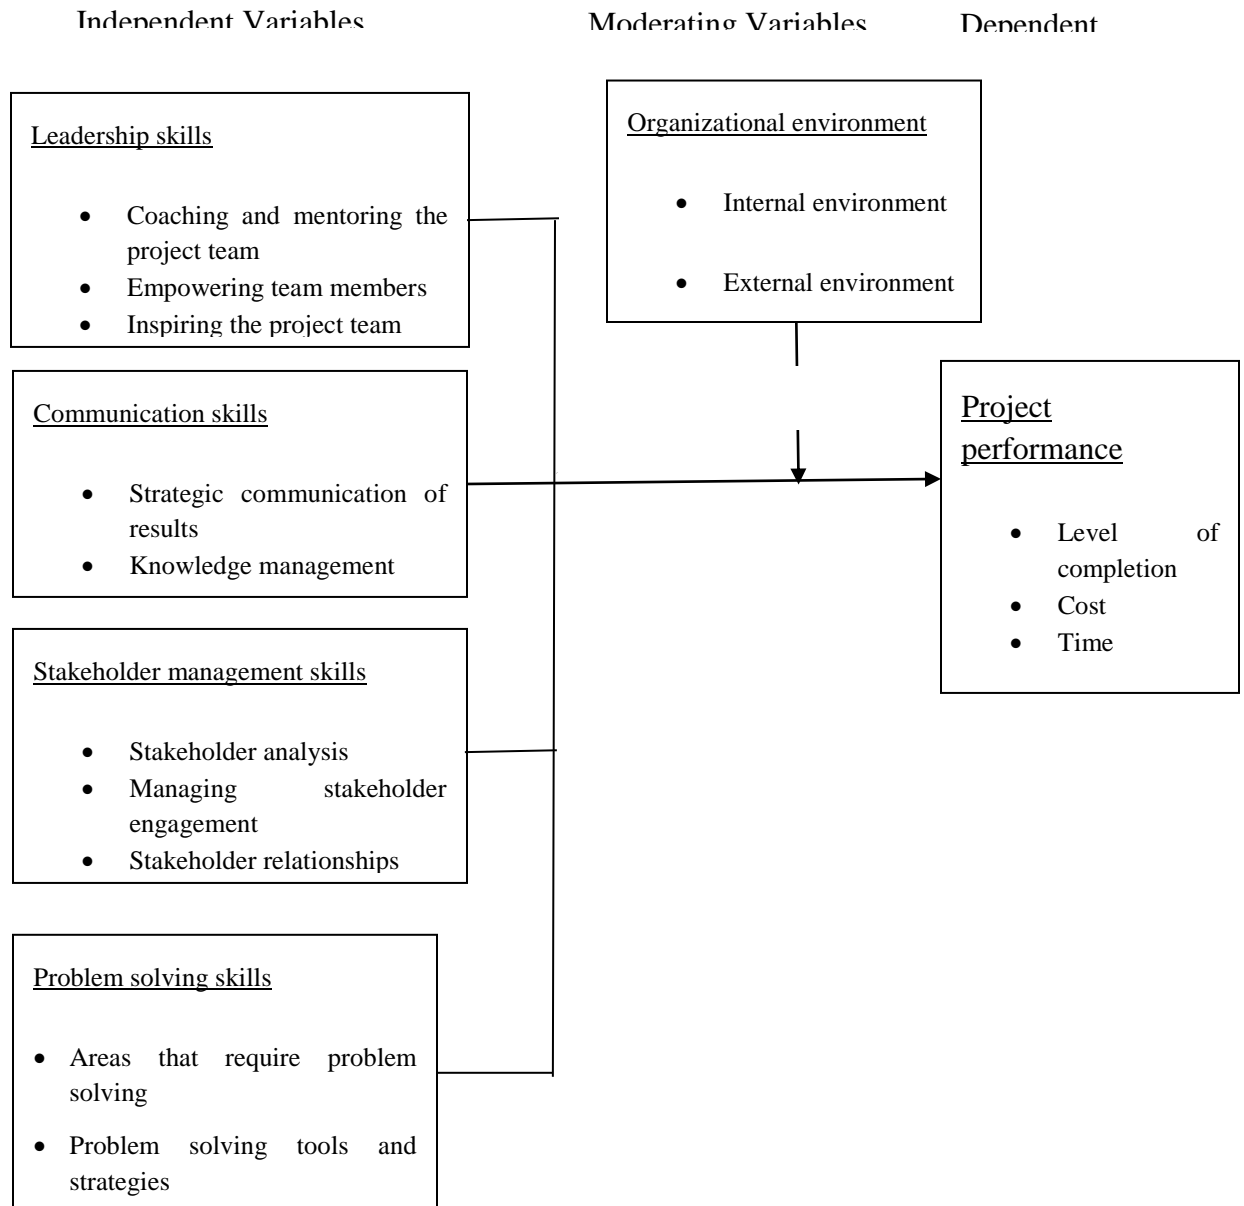 Independent Variables
Moderating Variables
Dependent
Leadership skills
• Coaching and mentoring the
project team
• Empowering team members
• Inspiring the project team
Organizational environment
• Internal environment
• External environment
Communication skills
• Strategic communication of
results
• Knowledge management
Project
performance
• Level of
completion
• Cost
• Time
Stakeholder management skills
• Stakeholder analysis
• Managing stakeholder
engagement
• Stakeholder relationships
Problem solving skills
• Areas that require problem
solving
• Problem solving tools and
strategies